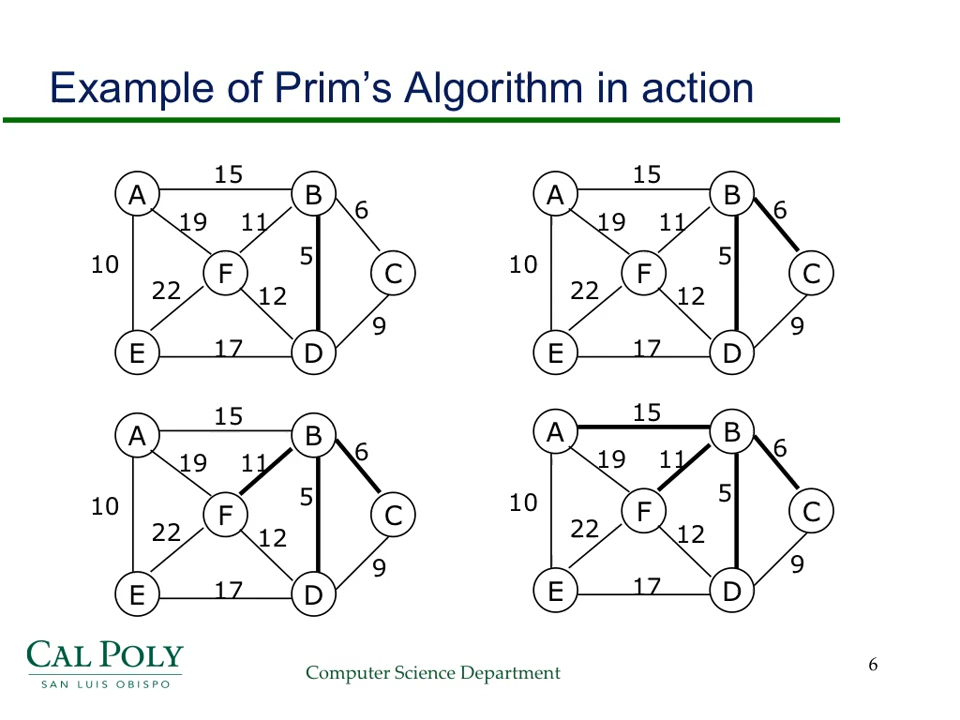 Example of Prim’s Algorithm in action
15
A B
19 11 6
10 5
F C
22 12
9
E 17 D
15
A B
19 11 6
10 5
F C
22 12
9
E 17 D
15
A B
19 11 6
10 5
F C
22 12
9
E 17 D
15
A B
19 11 6
10 5
F C
22 12
9
E 17 D
CAL POLY
SAN LUIS OBISPO
Computer Science Department
6